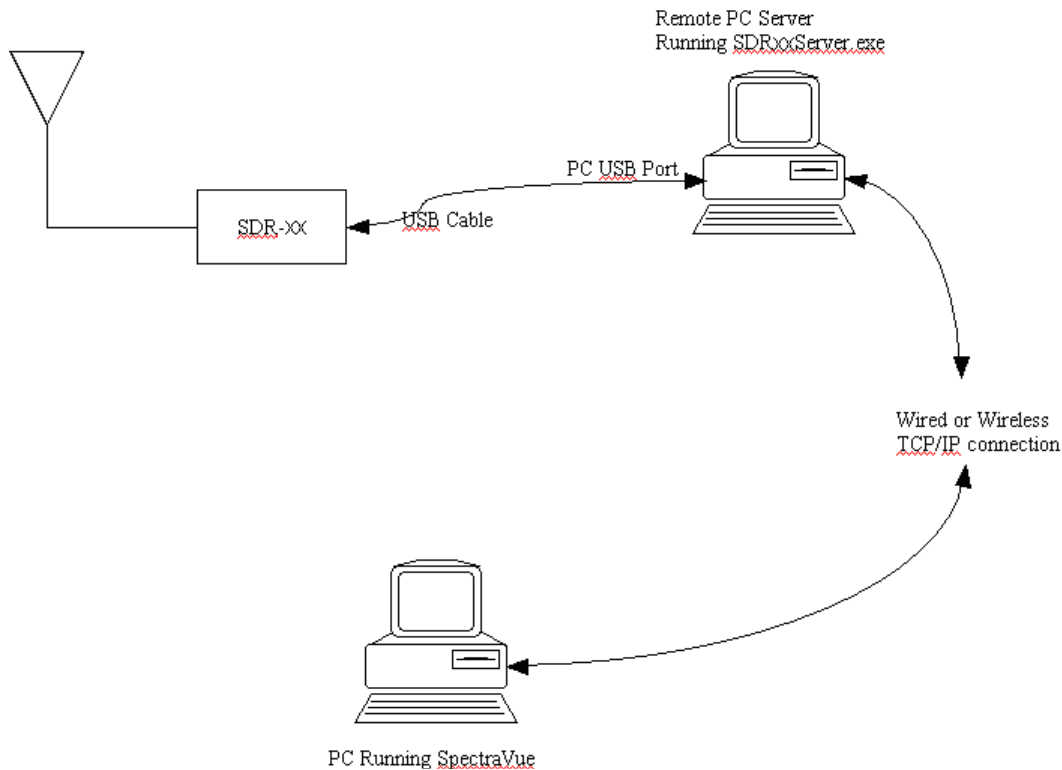 Remote PC Server
Running SDRxxServer.exe
PC USB Port
SDR-XX
USB Cable
Wired or Wireless
TCP/IP connection
PC Running SpectraVue